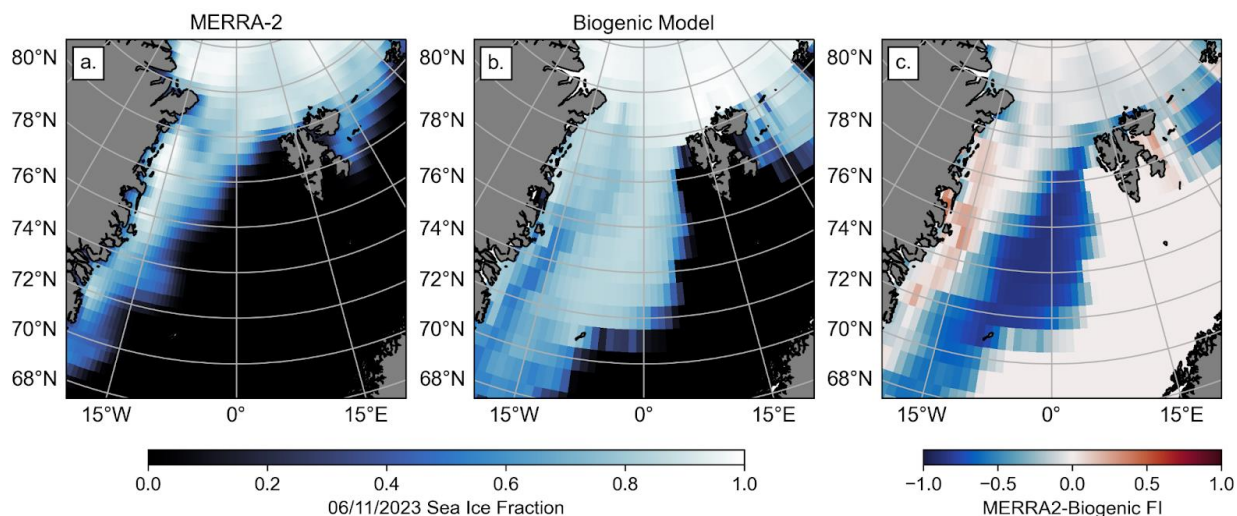 MERRA-2
Biogenic Model
80°N
78°N
76°N
74°N
72°N
70°N
68°N
a.
15°W
0°
15°E
80°N
78°N
76°N
74°N
72°N
70°N
68°N
b.
15°W
0°
15°E
80°N
78°N
76°N
74°N
72°N
70°N
68°N
c.
15°W
0°
15°E
0.0 0.2 0.4 0.6 0.8 1.0
06/11/2023 Sea Ice Fraction
−1.0 −0.5 0.0 0.5 1.0
MERRA2-Biogenic FI